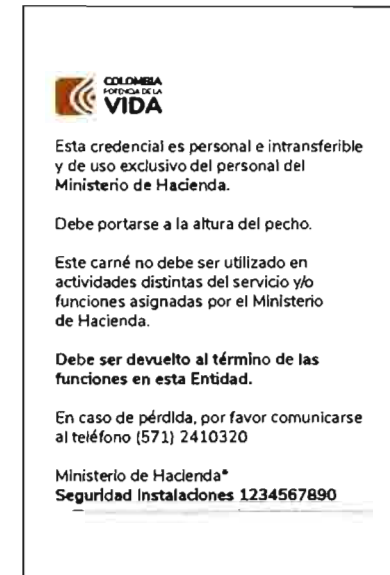 COLOMBIA
POTENCIA DE LA
VIDA
Esta credencial es personal e intransferible
y de uso exclusivo del personal del
Ministerio de Hacienda.
Debe portarse a la altura del pecho.
Este carné no debe ser utilizado en
actividades distintas del servicio y/o
funciones asignadas por el Ministerio
de Hacienda.
Debe ser devuelto al término de las
funciones en esta Entidad.
En caso de pérdida, por favor comunicarse
al teléfono (571) 2410320
Ministerio de Hacienda*
Seguridad Instalaciones 1234567890